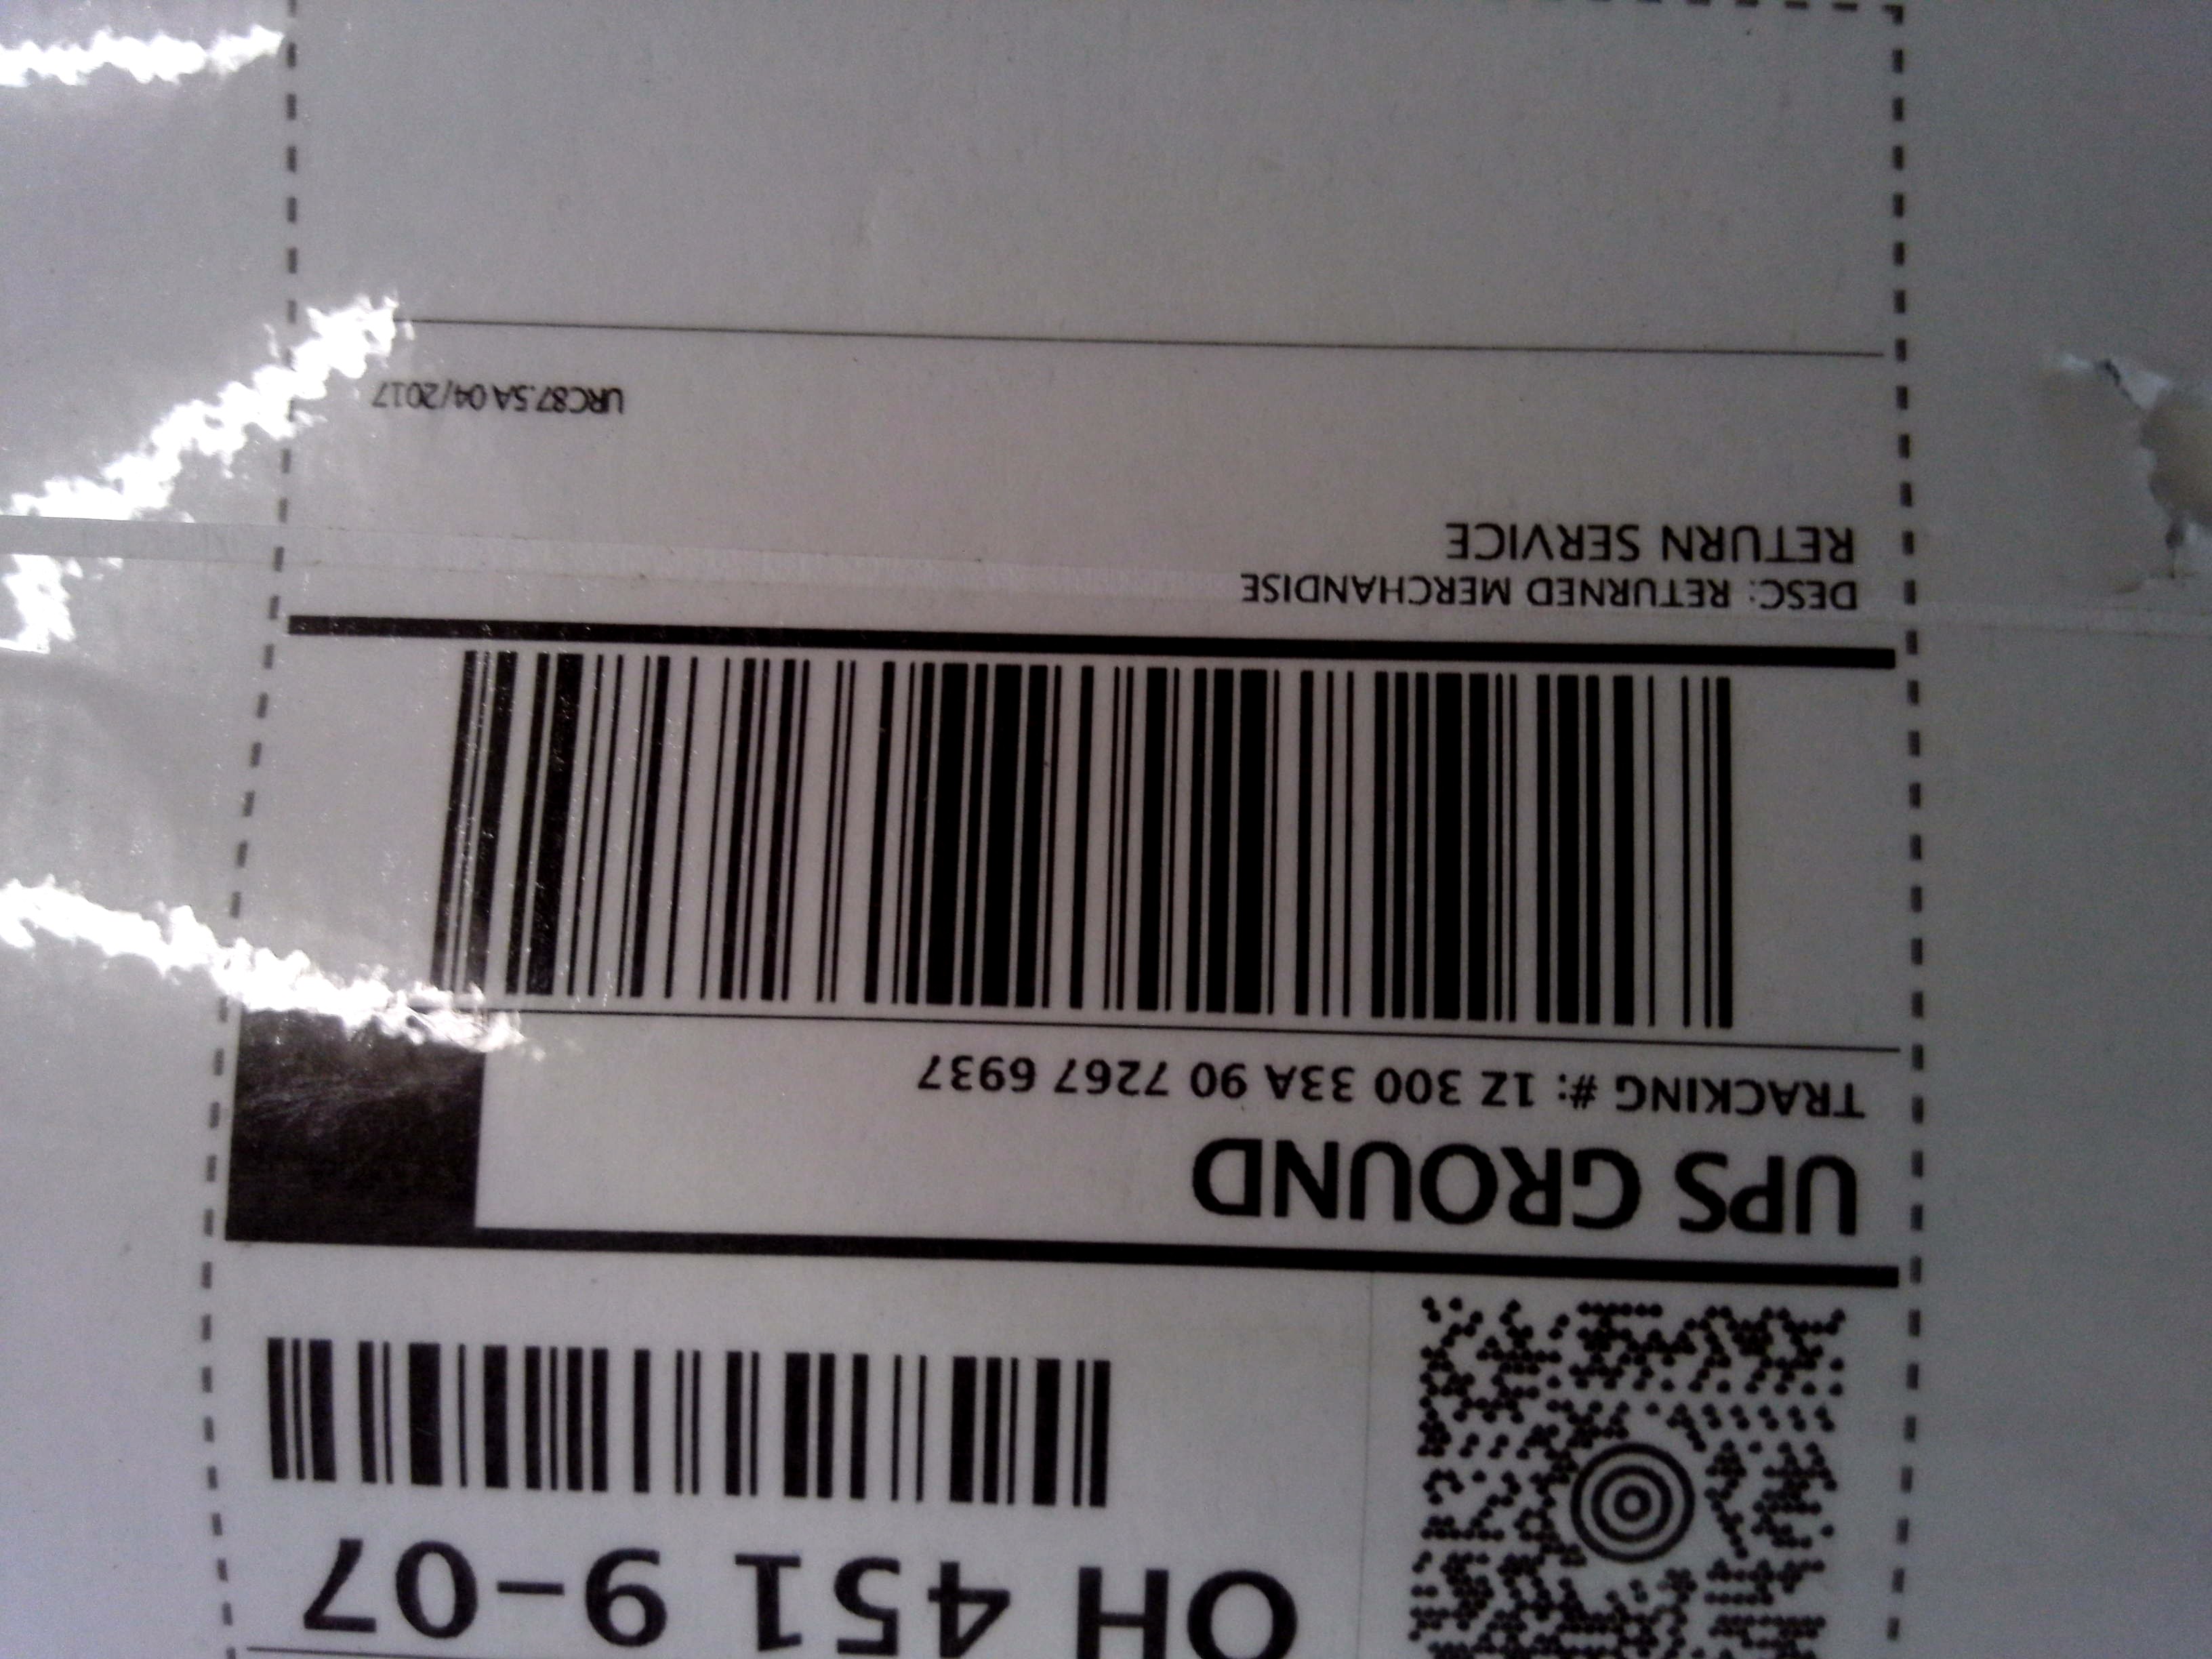 OH 451 9-07
UPS GROUND
TRACKING #: 1Z 300 33A 90 7267 6937
DESC: RETURNED MERCHANDISE
RETURN SERVICE
URC87.5A 04/2017